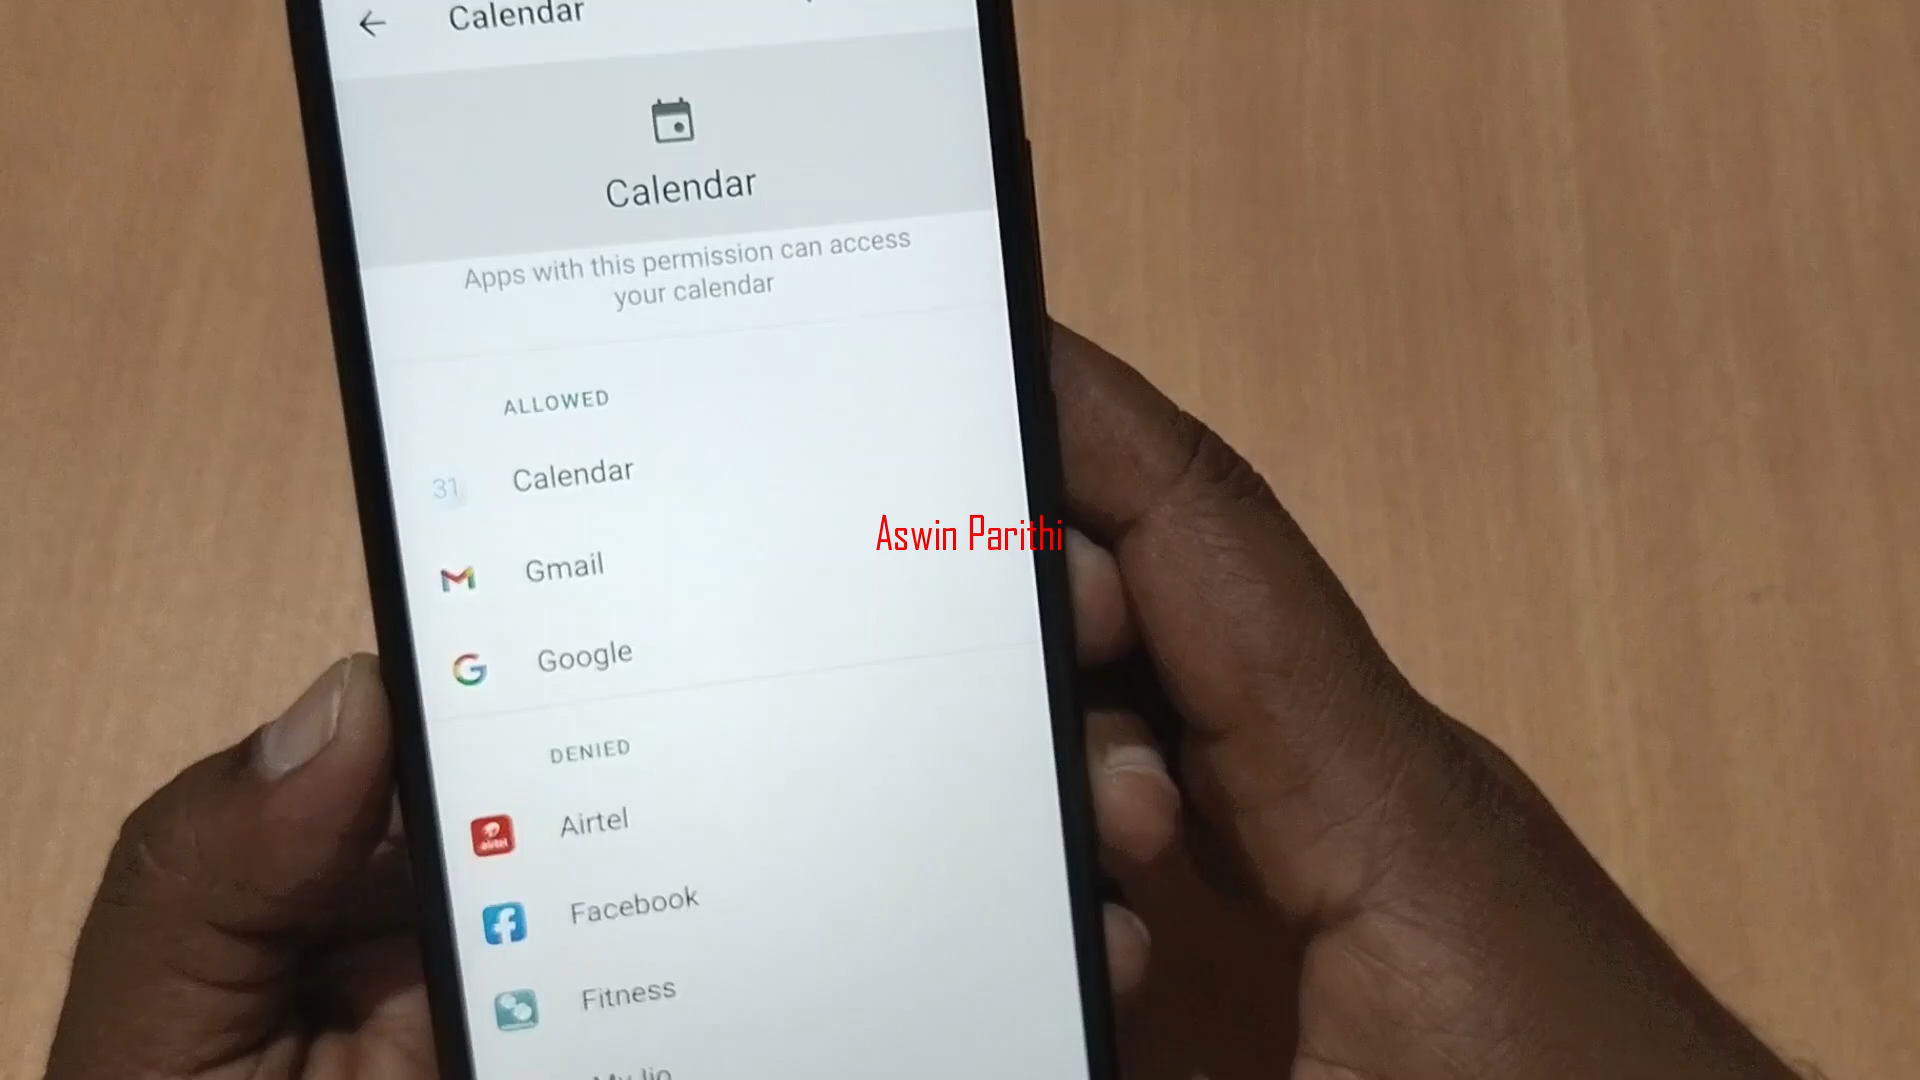 Calendar
Calendar
Apps with this permission can access
your calendar
ALLOWED
31
Calendar
Gmail
Google
Aswin Parithi
DENIED
airtel
Airtel
Facebook
Fitness